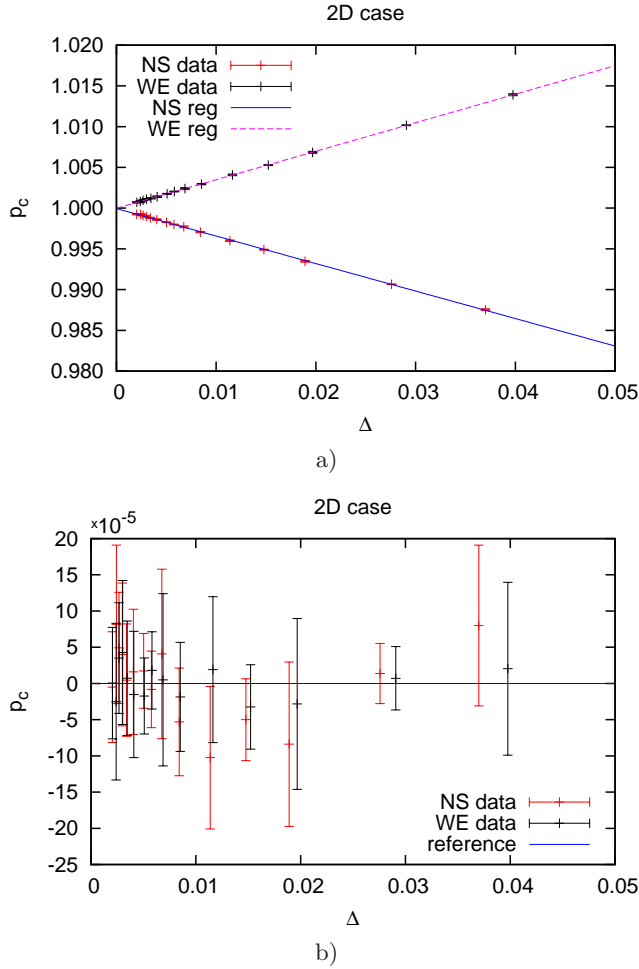 2D case
1.020
1.015
1.010
1.005
1.000
0.995
0.990
0.985
0.980
p_c
NS data
WE data
NS reg
WE reg
0 0.01 0.02 0.03 0.04 0.05
Δ
a)
2D case
×10^-5
20
15
10
5
0
-5
-10
-15
-20
-25
p_c
NS data
WE data
reference
0 0.01 0.02 0.03 0.04 0.05
Δ
b)